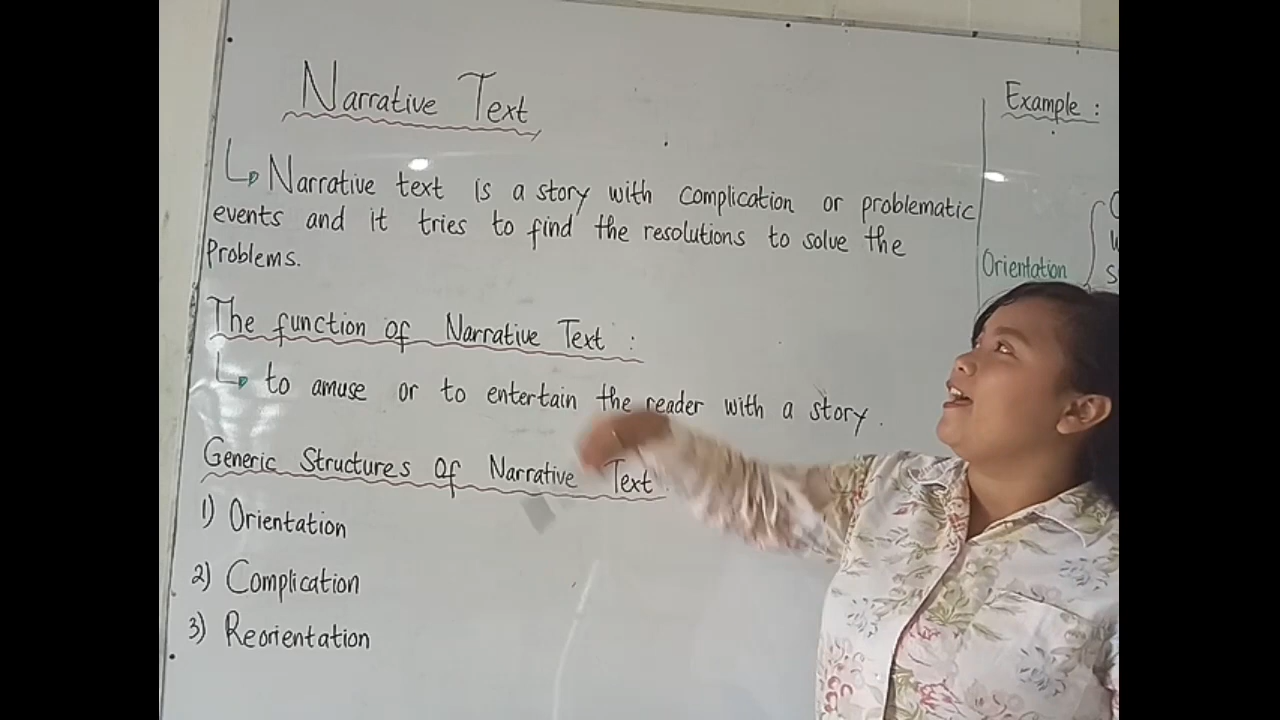 Narrative Text
Narrative text is a story with complication or problematic
events and it tries to find the resolutions to solve the
Problems.
The function of Narrative Text :
to amuse or to entertain the reader with a story.
Generic Structures of Narrative Text.
1) Orientation
2) Complication
3) Reorientation
Example :
Orientation